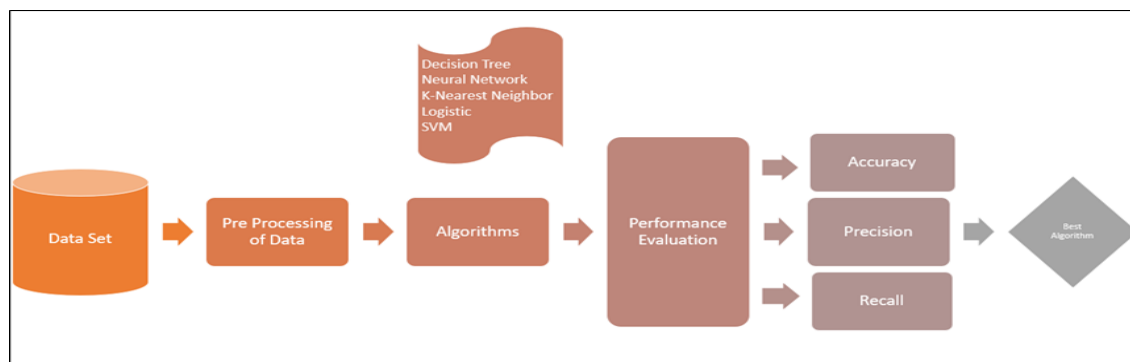 Decision Tree
Neural Network
K-Nearest Neighbor
Logistic
SVM
Data Set
Pre Processing
of Data
Algorithms
Performance
Evaluation
Accuracy
Precision
Recall
Best
Algorithm